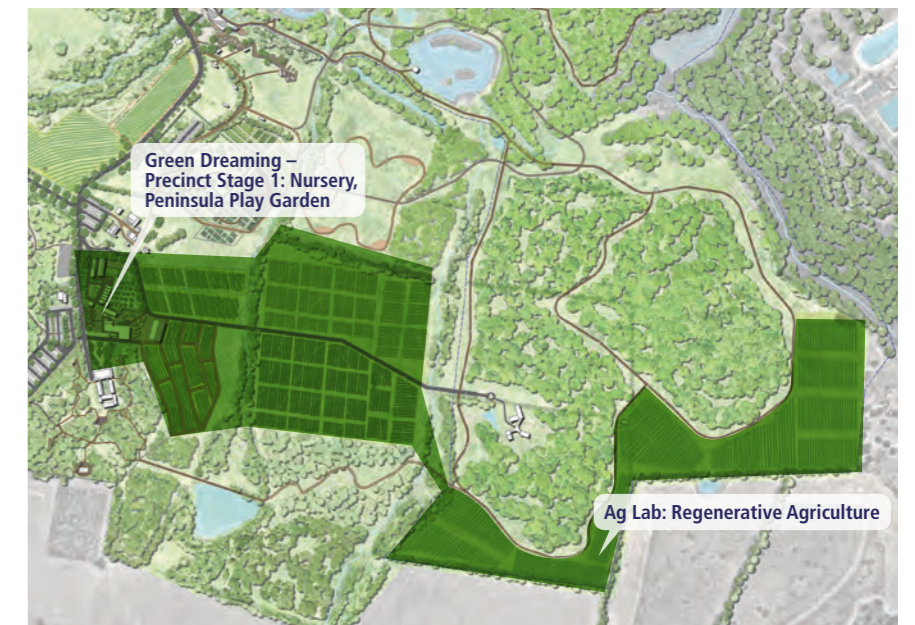 Green Dreaming –
Precinct Stage 1: Nursery,
Peninsula Play Garden
Ag Lab: Regenerative Agriculture